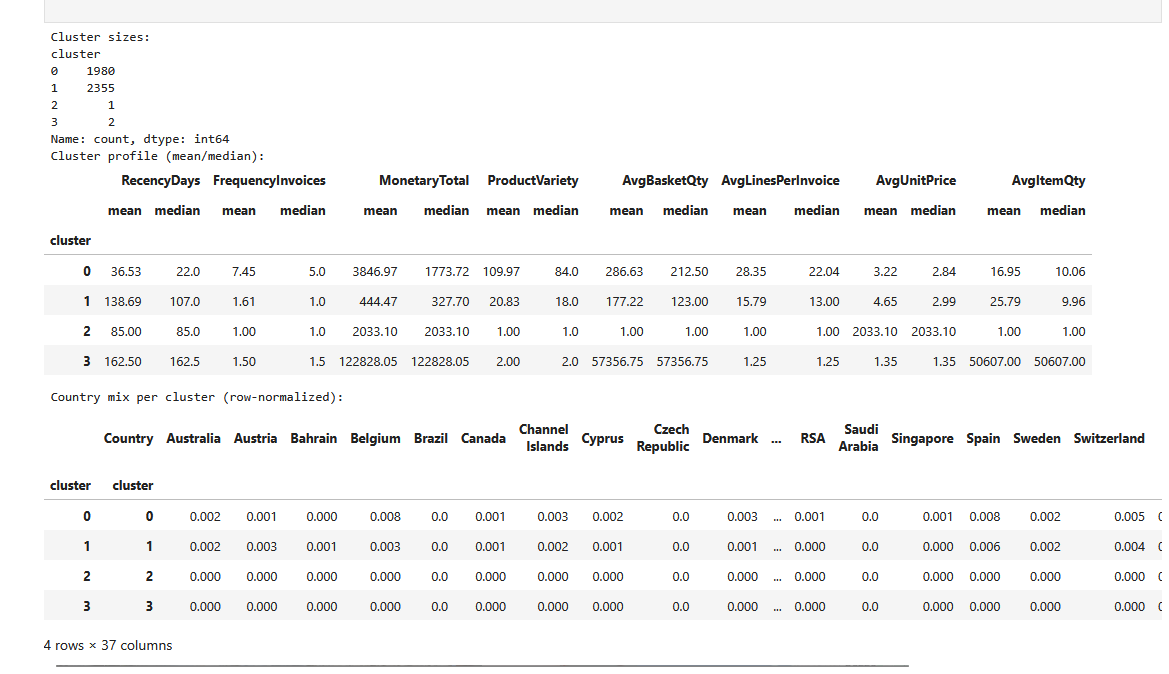 Cluster sizes:
cluster
0 1980
1 2355
2 1
3 2
Name: count, dtype: int64
Cluster profile (mean/median):
RecencyDays FrequencyInvoices MonetaryTotal ProductVariety AvgBasketQty AvgLinesPerInvoice AvgUnitPrice AvgItemQty
mean median mean median mean median mean median mean median mean median mean median mean median
cluster
0 36.53 22.0 7.45 5.0 3846.97 1773.72 109.97 84.0 286.63 212.50 28.35 22.04 3.22 2.84 16.95 10.06
1 138.69 107.0 1.61 1.0 444.47 327.70 20.83 18.0 177.22 123.00 15.79 13.00 4.65 2.99 25.79 9.96
2 85.00 85.0 1.00 1.0 2033.10 2033.10 1.00 1.0 1.00 1.00 1.00 1.00 2033.10 2033.10 1.00 1.00
3 162.50 162.5 1.50 1.5 122828.05 122828.05 2.00 2.0 57356.75 57356.75 1.25 1.25 1.35 1.35 50607.00 50607.00
Country mix per cluster (row-normalized):
Country Australia Austria Bahrain Belgium Brazil Canada Channel Islands Cyprus Czech Republic Denmark ... RSA Saudi Arabia Singapore Spain Sweden Switzerland
cluster cluster
0 0 0.002 0.001 0.000 0.008 0.0 0.001 0.003 0.002 0.0 0.003 ... 0.001 0.0 0.001 0.008 0.002 0.005
1 1 0.002 0.003 0.001 0.003 0.0 0.001 0.002 0.001 0.0 0.001 ... 0.000 0.0 0.000 0.006 0.002 0.004
2 2 0.000 0.000 0.000 0.000 0.0 0.000 0.000 0.000 0.0 0.000 ... 0.000 0.0 0.000 0.000 0.000 0.000
3 3 0.000 0.000 0.000 0.000 0.0 0.000 0.000 0.000 0.0 0.000 ... 0.000 0.0 0.000 0.000 0.000 0.000
4 rows × 37 columns